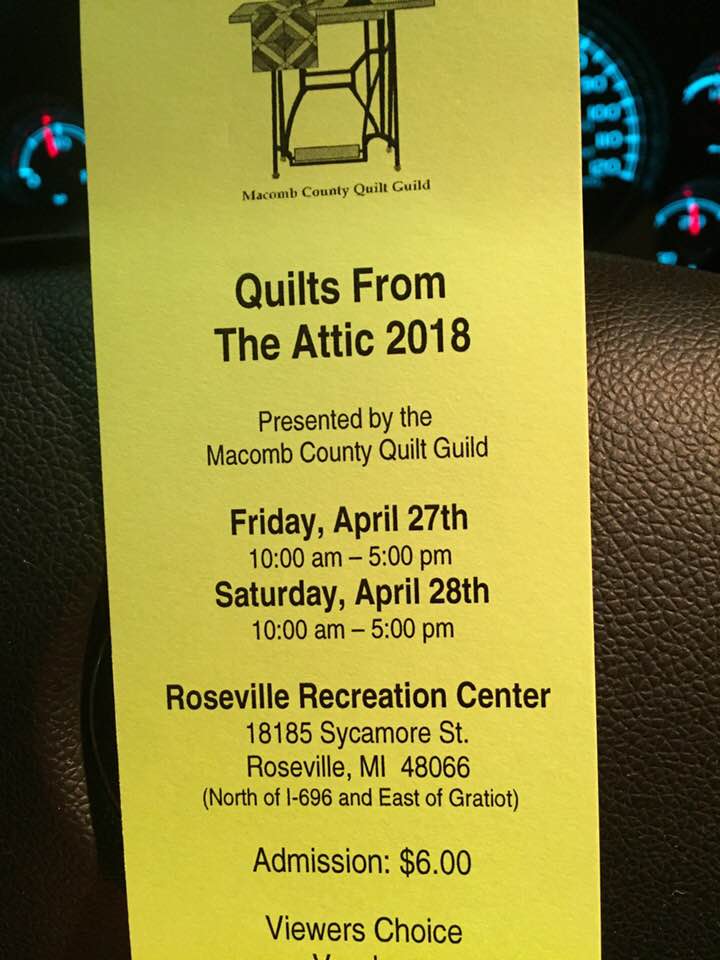 Macomb County Quilt Guild
Quilts From
The Attic 2018
Presented by the
Macomb County Quilt Guild
Friday, April 27th
10:00 am – 5:00 pm
Saturday, April 28th
10:00 am – 5:00 pm
Roseville Recreation Center
18185 Sycamore St.
Roseville, MI 48066
(North of I-696 and East of Gratiot)
Admission: $6.00
Viewers Choice